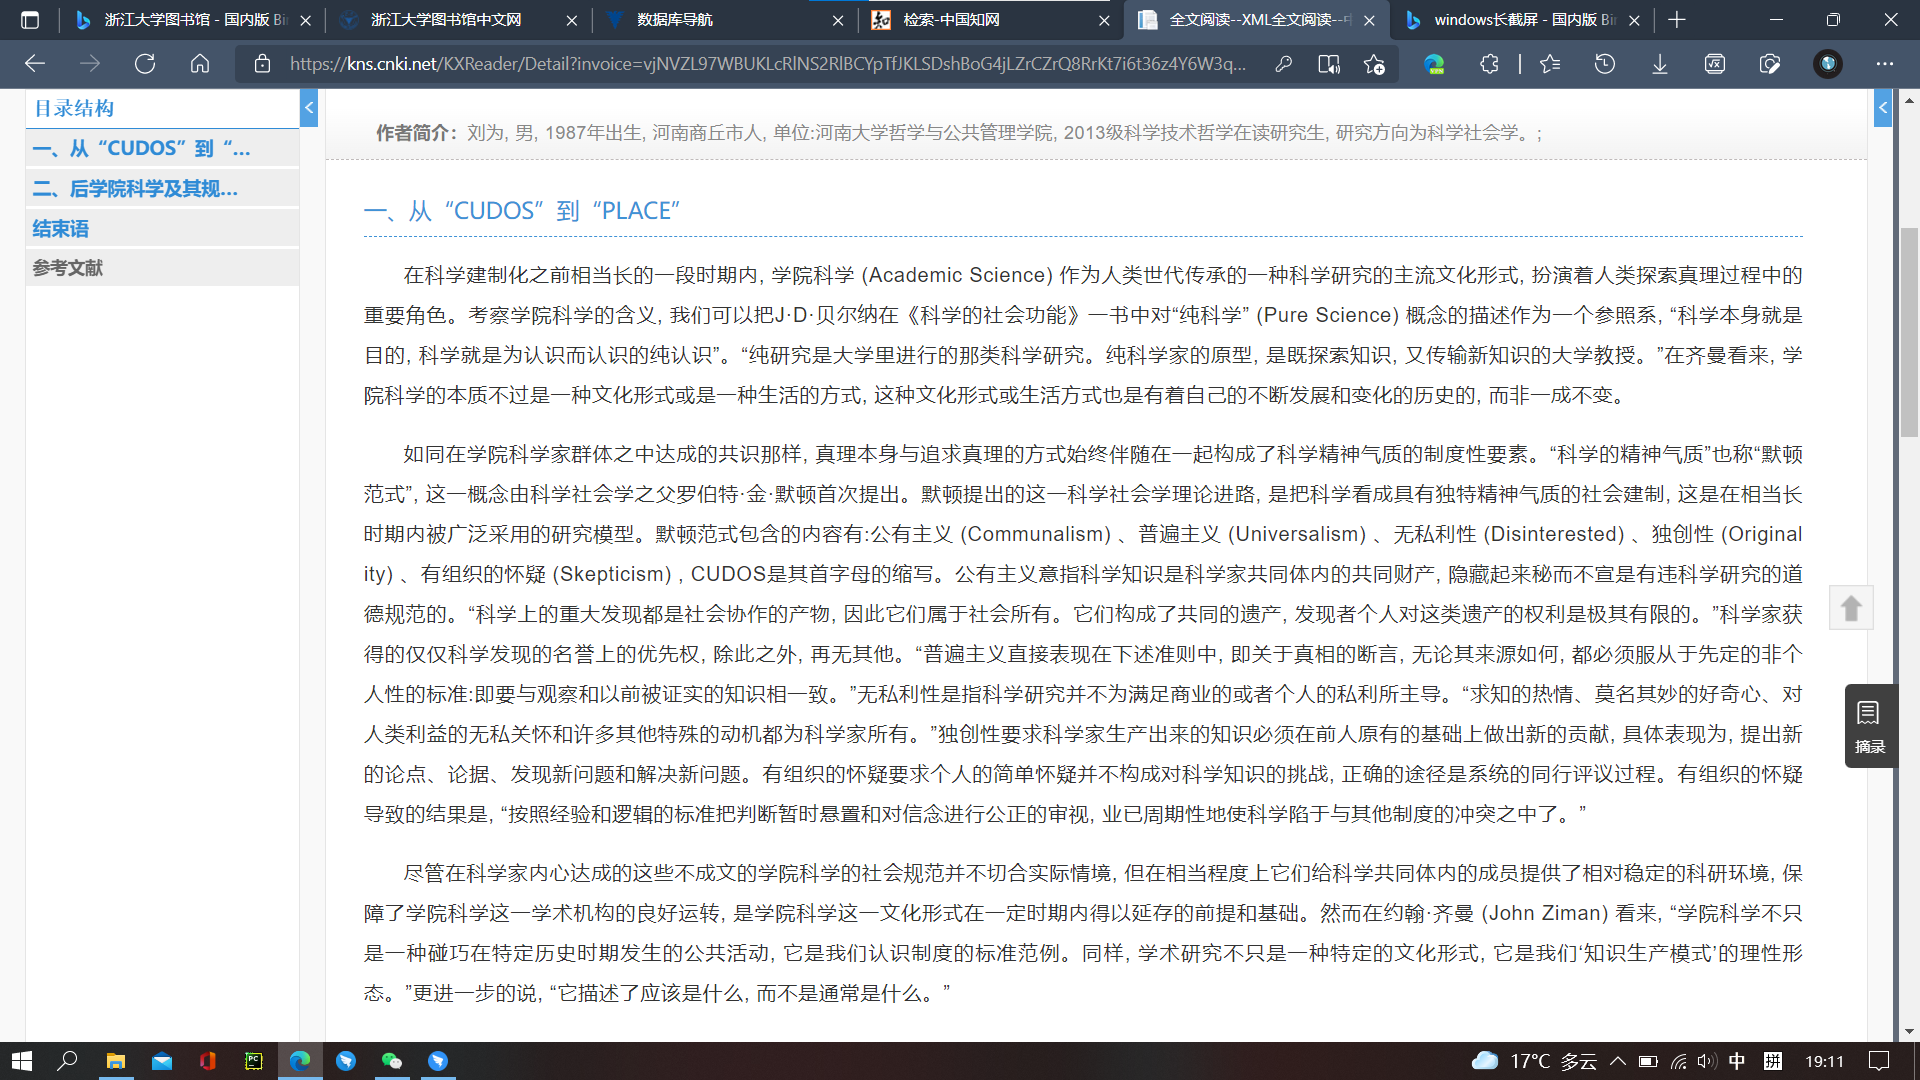 浙江大学图书馆 - 国内版 Bi
浙江大学图书馆中文网
数据库导航
检索-中国知网
全文阅读--XML全文阅读--中
windows长截屏 - 国内版 Bi
https://kns.cnki.net/KXReader/Detail?invoice=vjNVZL97WBUKLcRlNS2RlBCYpTfJKLSDshBoG4jLZrCZrQ8RrKt7i6t36z4Y6W3q...
目录结构
一、从“CUDOS”到“...
二、后学院科学及其规...
结束语
参考文献
作者简介: 刘为, 男, 1987年出生, 河南商丘市人, 单位:河南大学哲学与公共管理学院, 2013级科学技术哲学在读研究生, 研究方向为科学社会学。;
一、从“CUDOS”到“PLACE”
在科学建制化之前相当长的一段时期内, 学院科学 (Academic Science) 作为人类世代传承的一种科学研究的主流文化形式, 扮演着人类探索真理过程中的
重要角色。考察学院科学的含义, 我们可以把J·D·贝尔纳在《科学的社会功能》一书中对“纯科学” (Pure Science) 概念的描述作为一个参照系, “科学本身就是
目的, 科学就是为认识而认识的纯认识”。“纯研究是大学里进行的那类科学研究。纯科学家的原型, 是既探索知识, 又传输新知识的大学教授。”在齐曼看来, 学
院科学的本质不过是一种文化形式或是一种生活的方式, 这种文化形式或生活方式也是有着自己的不断发展和变化的历史的, 而非一成不变。
如同在学院科学家群体之中达成的共识那样, 真理本身与追求真理的方式始终伴随在一起构成了科学精神气质的制度性要素。“科学的精神气质”也称“默顿
范式”, 这一概念由科学社会学之父罗伯特·金·默顿首次提出。默顿提出的这一科学社会学理论进路, 是把科学看成具有独特精神气质的社会建制, 这是在相当长
时期内被广泛采用的研究模型。默顿范式包含的内容有:公有主义 (Communalism) 、普遍主义 (Universalism) 、无私利性 (Disinterested) 、独创性 (Original
ity) 、有组织的怀疑 (Skepticism) , CUDOS是其首字母的缩写。公有主义意指科学知识是科学家共同体内的共同财产, 隐藏起来秘而不宣是有违科学研究的道
德规范的。“科学上的重大发现都是社会协作的产物, 因此它们属于社会所有。它们构成了共同的遗产, 发现者个人对这类遗产的权利是极其有限的。”科学家获
得的仅仅科学发现的名誉上的优先权, 除此之外, 再无其他。“普遍主义直接表现在下述准则中, 即关于真相的断言, 无论其来源如何, 都必须服从于先定的非个
人性的标准:即要与观察和以前被证实的知识相一致。”无私利性是指科学研究并不为满足商业的或者个人的私利所主导。“求知的热情、莫名其妙的好奇心、对
人类利益的无私关怀和许多其他特殊的动机都为科学家所有。”独创性要求科学家生产出来的知识必须在前人原有的基础上做出新的贡献, 具体表现为, 提出新
的论点、论据、发现新问题和解决新问题。有组织的怀疑要求个人的简单怀疑并不构成对科学知识的挑战, 正确的途径是系统的同行评议过程。有组织的怀疑
导致的结果是, “按照经验和逻辑的标准把判断暂时悬置和对信念进行公正的审视, 业已周期性地使科学陷于与其他制度的冲突之中了。”
尽管在科学家内心达成的这些不成文的学院科学的社会规范并不切合实际情境, 但在相当程度上它们给科学共同体内的成员提供了相对稳定的科研环境, 保
障了学院科学这一学术机构的良好运转, 是学院科学这一文化形式在一定时期内得以延存的前提和基础。然而在约翰·齐曼 (John Ziman) 看来, “学院科学不只
是一种碰巧在特定历史时期发生的公共活动, 它是我们认识制度的标准范例。同样, 学术研究不只是一种特定的文化形式, 它是我们‘知识生产模式’的理性形
态。”更进一步的说, “它描述了应该是什么, 而不是通常是什么。”
摘录
17°C 多云
中
拼
19:11